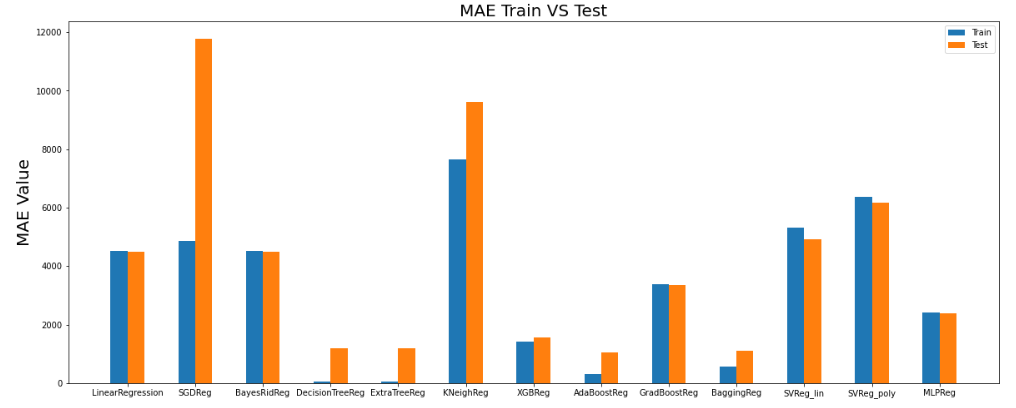 MAE Train VS Test
Train
Test
MAE Value
12000
10000
8000
6000
4000
2000
0
LinearRegression SGDReg BayesRidReg DecisionTreeReg ExtraTreeReg KNeighReg XGBReg AdaBoostReg GradBoostReg BaggingReg SVReg_lin SVReg_poly MLPReg